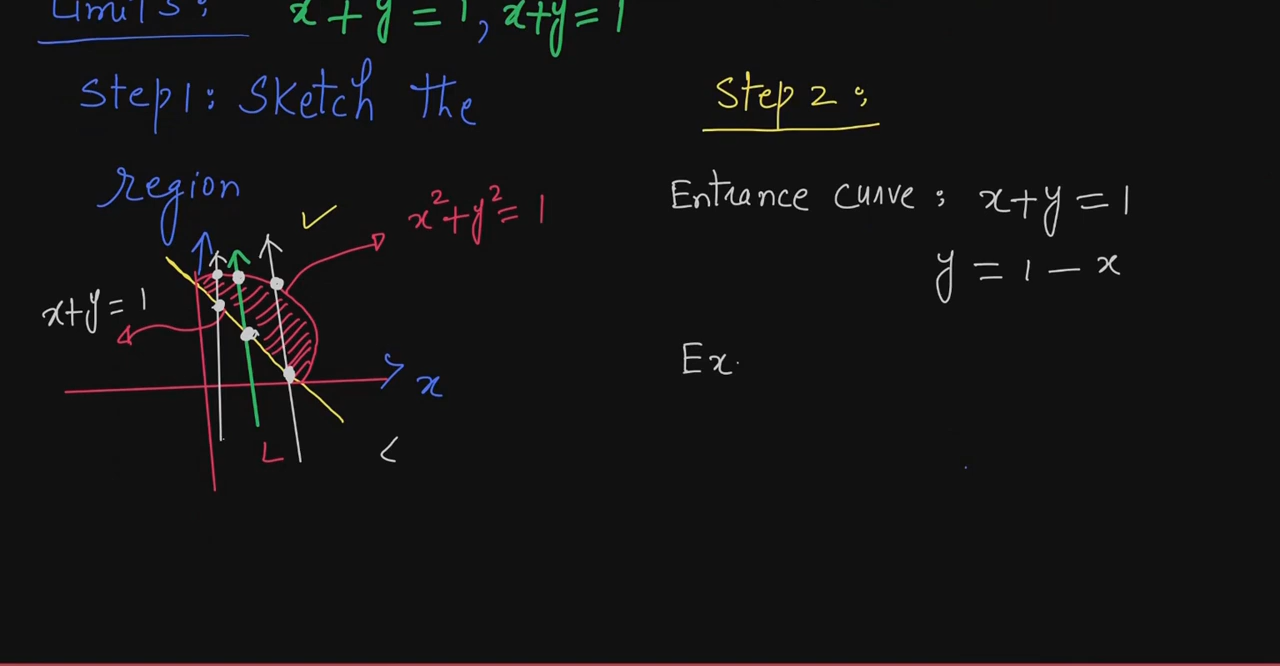 Limits : x + y = 1, x+y = 1
Step 1 : Sketch the
region
x² + y² = 1
x+y = 1
x
L
<
Step 2 :
Entrance curve : x+y = 1
y = 1 - x
Ex